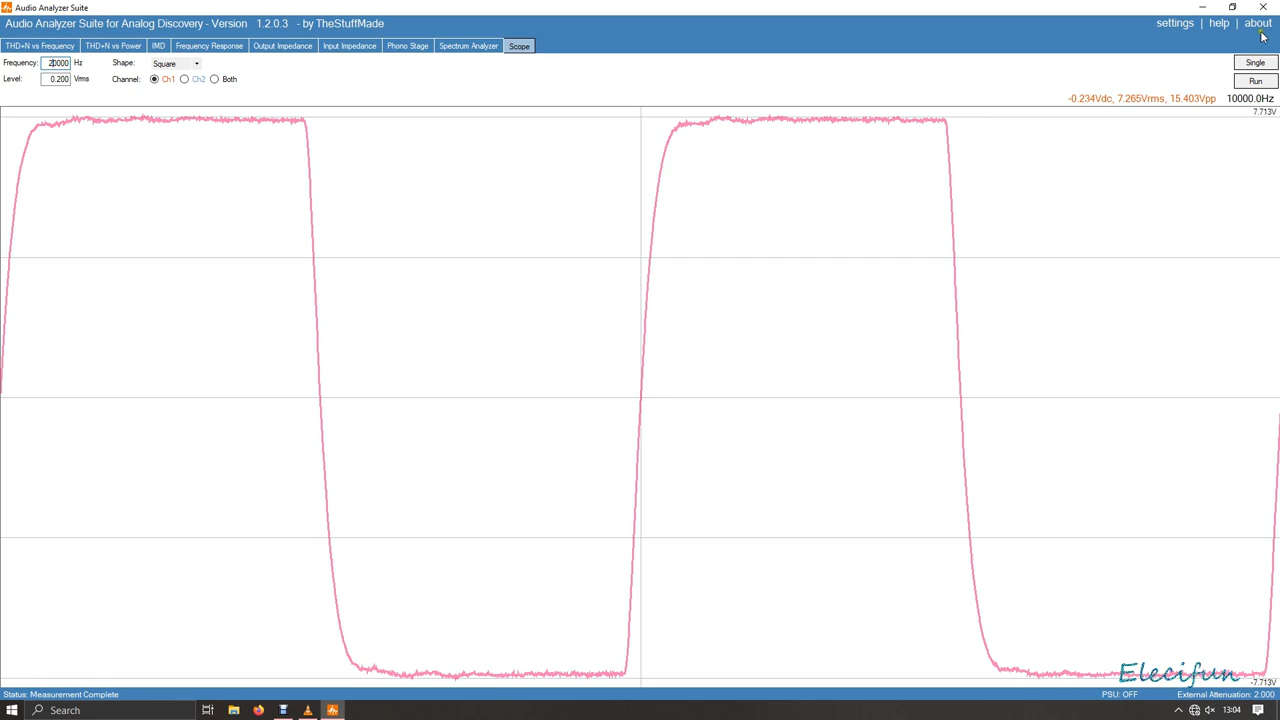 Audio Analyzer Suite
Audio Analyzer Suite for Analog Discovery - Version 1.2.0.3 - by TheStuffMade
settings | help | about
THD+N vs Frequency THD+N vs Power IMD Frequency Response Output Impedance Input Impedance Phono Stage Spectrum Analyzer Scope
Frequency: 20000 Hz Shape: Square Single
Level: 0.200 Vrms Channel: Ch1 Ch2 Both Run
-0.234Vdc, 7.265Vrms, 15.403Vpp 10000.0Hz
7.713V
Elecifun
-7.713V
Status: Measurement Complete PSU: OFF External Attenuation: 2.000
Search 13:04